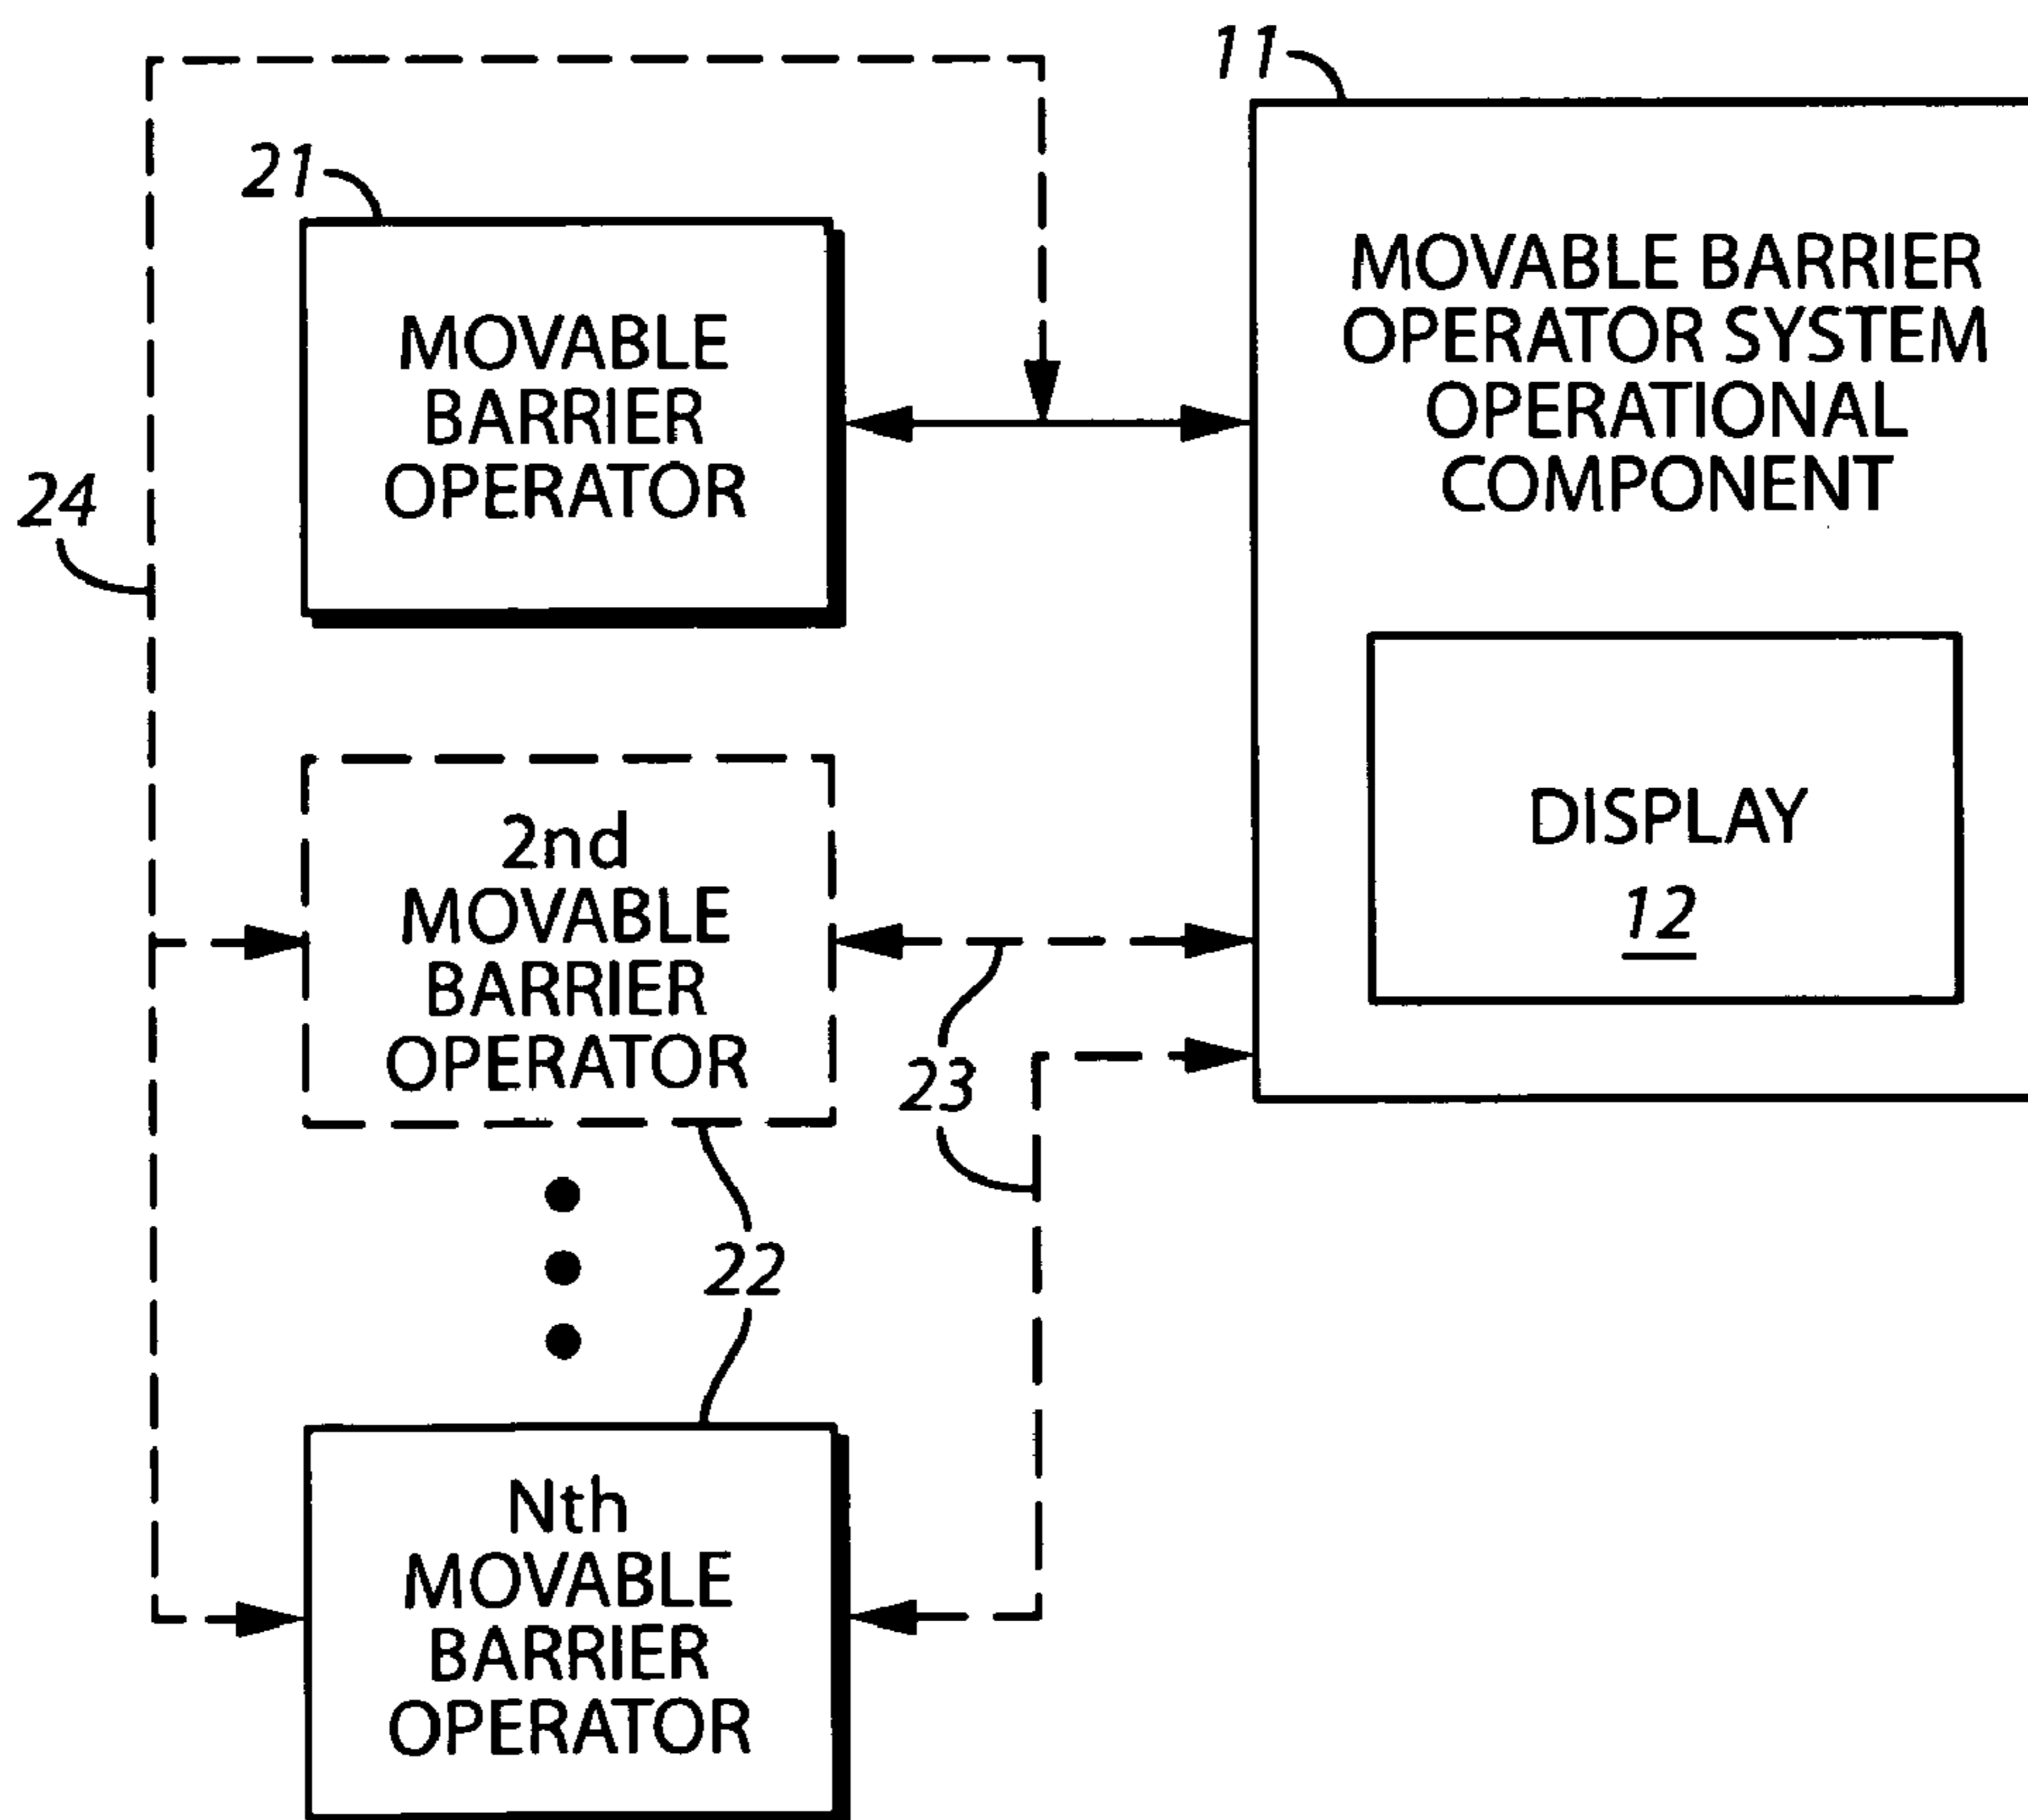 11
21
MOVABLE
BARRIER
OPERATOR
MOVABLE BARRIER
OPERATOR SYSTEM
OPERATIONAL
COMPONENT
24
2nd
MOVABLE
BARRIER
OPERATOR
DISPLAY
12
23
22
Nth
MOVABLE
BARRIER
OPERATOR